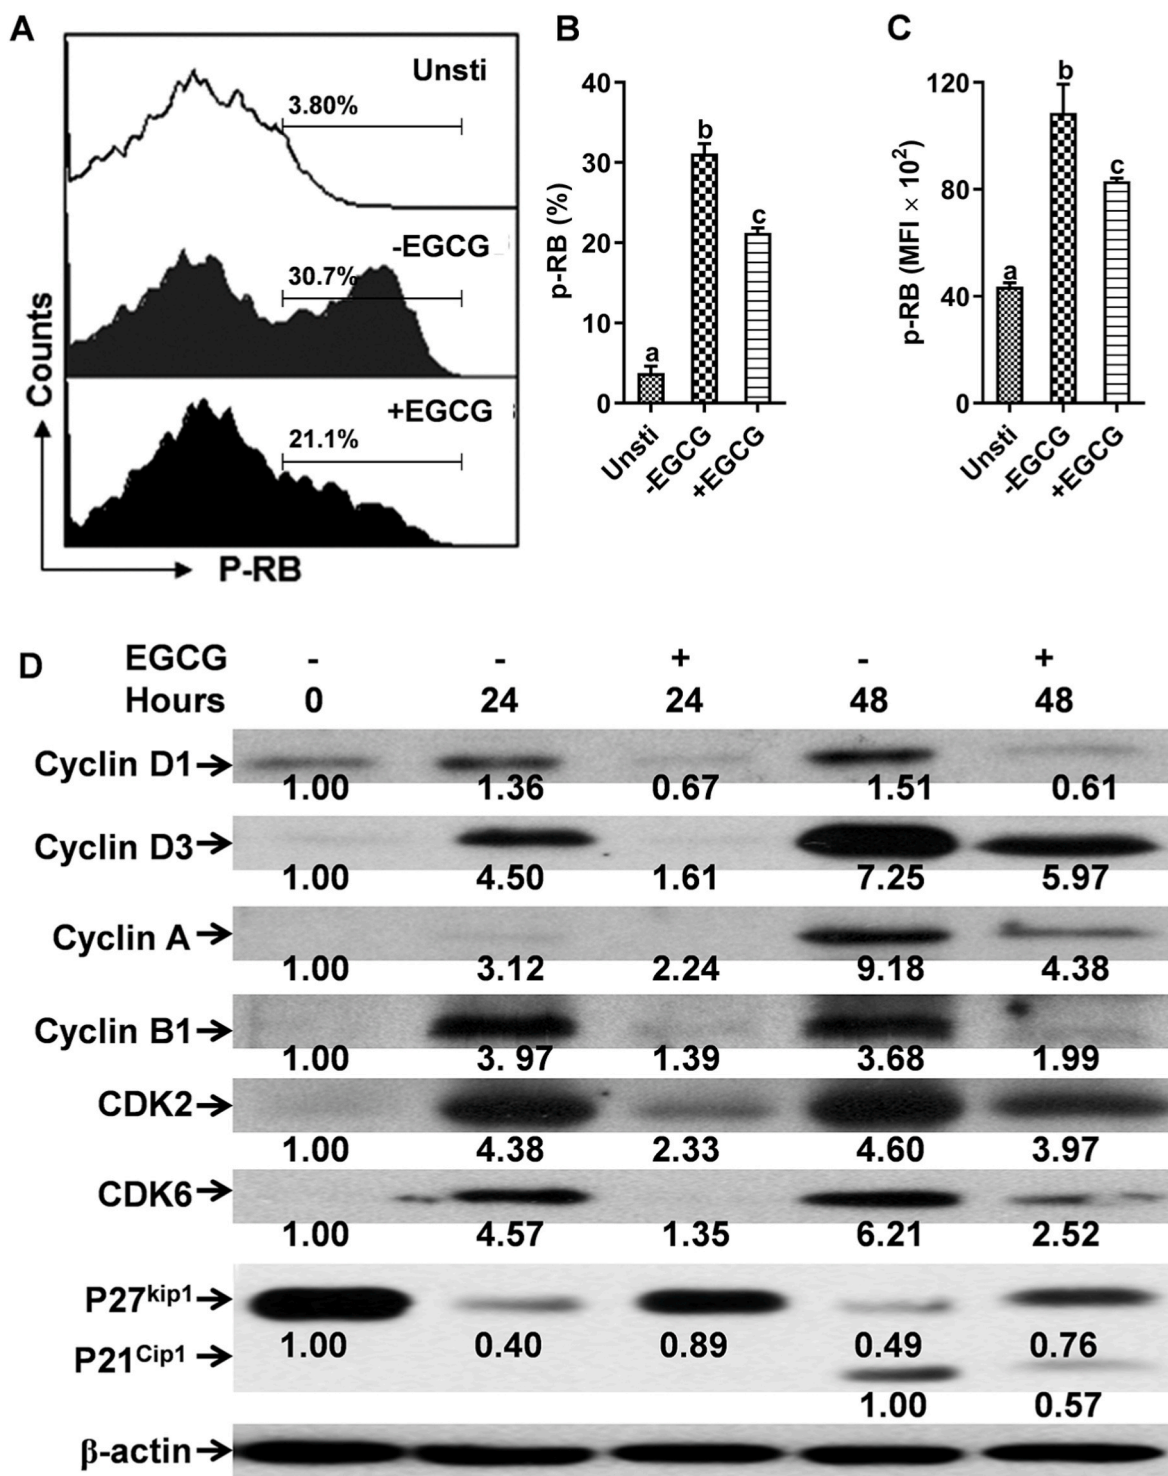 A
Unsti
3.80%
-EGCG
30.7%
+EGCG
21.1%
Counts
P-RB
B
p-RB (%)
40
30
20
10
0
a
b
c
Unsti
-EGCG
+EGCG
C
p-RB (MFI × 10²)
120
80
40
0
a
b
c
Unsti
-EGCG
+EGCG
D
EGCG - - + - +
Hours 0 24 24 48 48
Cyclin D1
1.00 1.36 0.67 1.51 0.61
Cyclin D3
1.00 4.50 1.61 7.25 5.97
Cyclin A
1.00 3.12 2.24 9.18 4.38
Cyclin B1
1.00 3. 97 1.39 3.68 1.99
CDK2
1.00 4.38 2.33 4.60 3.97
CDK6
1.00 4.57 1.35 6.21 2.52
P27kip1
1.00 0.40 0.89 0.49 0.76
P21Cip1
1.00 0.57
β-actin